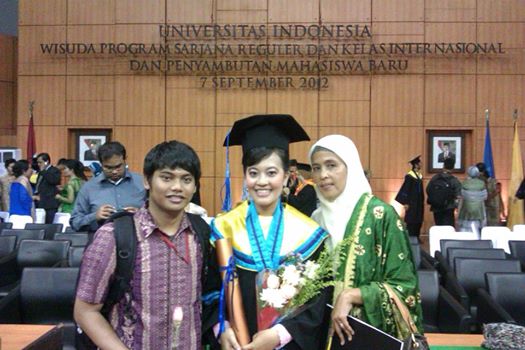 UNIVERSITAS INDONESIA
WISUDA PROGRAM SARJANA REGULER, DAN KELAS INTERNASIONAL
DAN PENYAMBUTAN MAHASISWA BARU
7 SEPTEMBER 2012